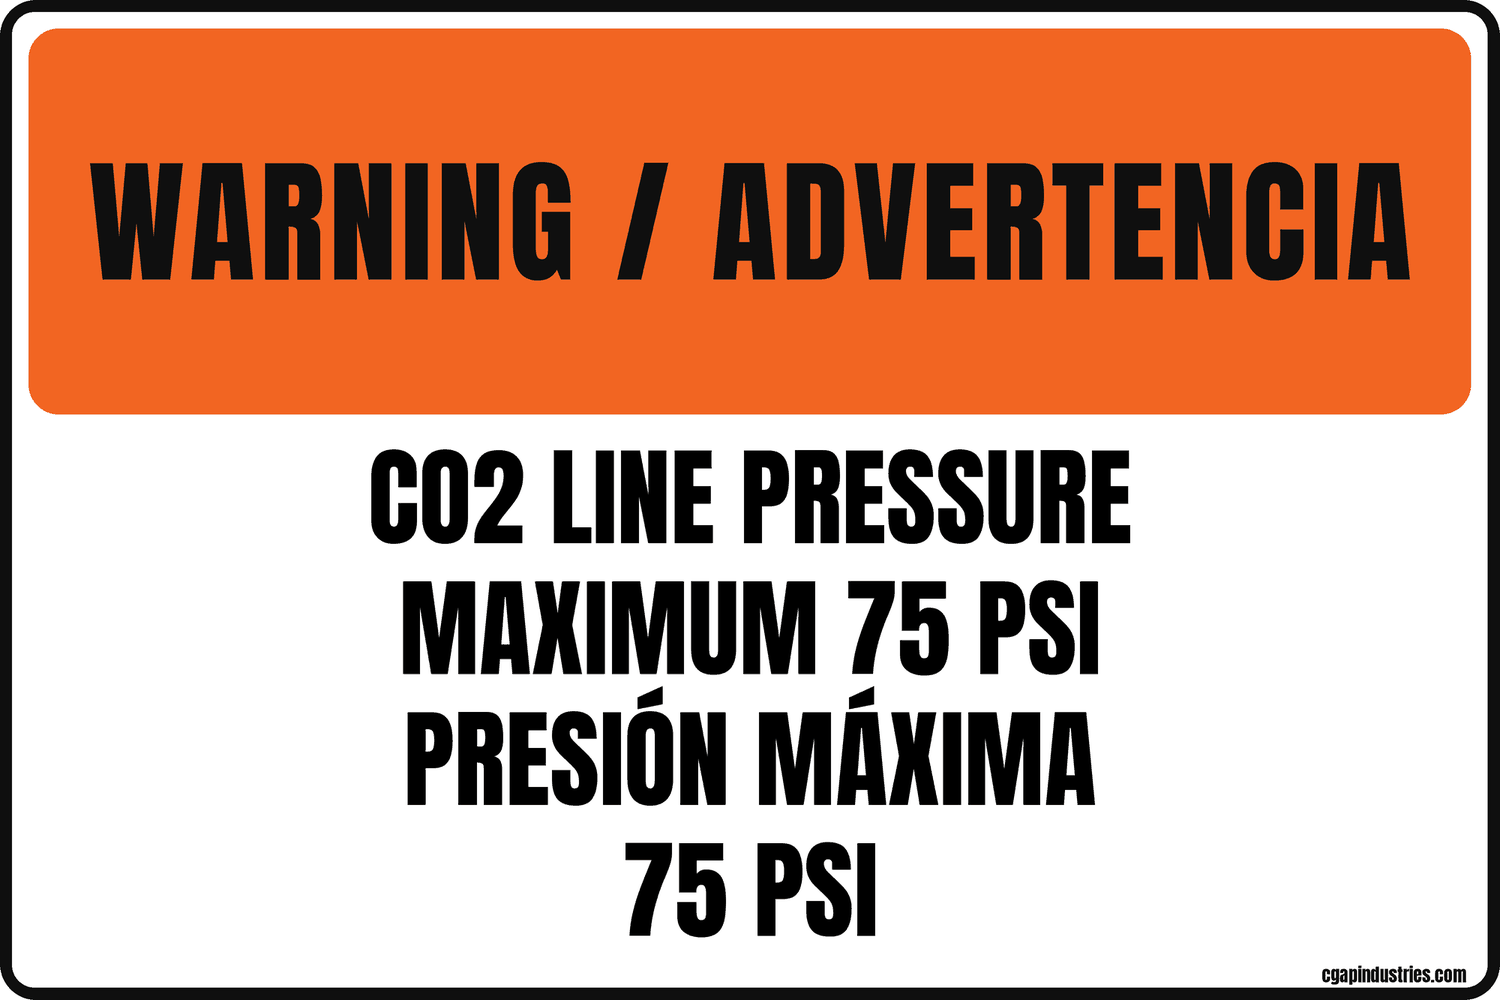 WARNING / ADVERTENCIA
CO2 LINE PRESSURE
MAXIMUM 75 PSI
PRESIÓN MÁXIMA
75 PSI
cgapindustries.com